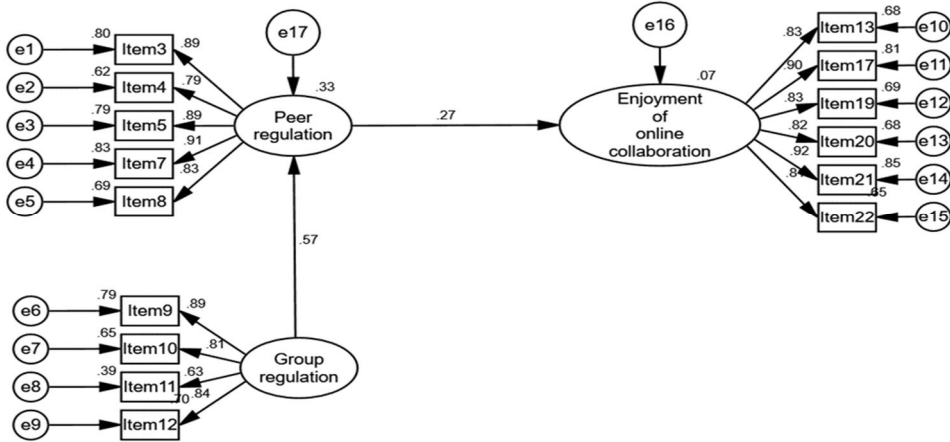 e17
e16
e1
.80
Item3
.89
e2
.62
Item4
.79
e3
.79
Item5
.89
e4
.83
Item7
.91
e5
.69
Item8
.83
.33
Peer
regulation
.27
.07
Enjoyment
of
online
collaboration
.83
Item13
.68
e10
.90
Item17
.81
e11
.83
Item19
.69
e12
.82
Item20
.68
e13
.92
Item21
.85
e14
Item22
.65
e15
.57
e6
.79
Item9
.89
e7
.65
Item10
.81
e8
.39
Item11
.63
e9
.70
Item12
.84
Group
regulation